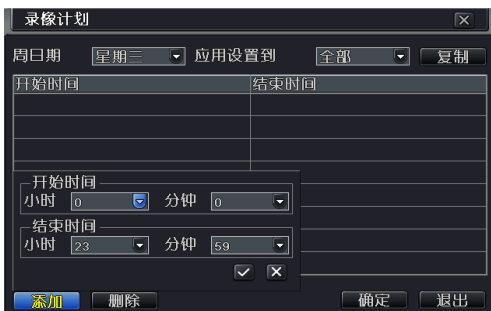 录像计划
周日期 星期三 应用设置到 全部 复制
开始时间 结束时间
开始时间
小时 0 分钟 0
结束时间
小时 23 分钟 59
添加 删除 确定 退出